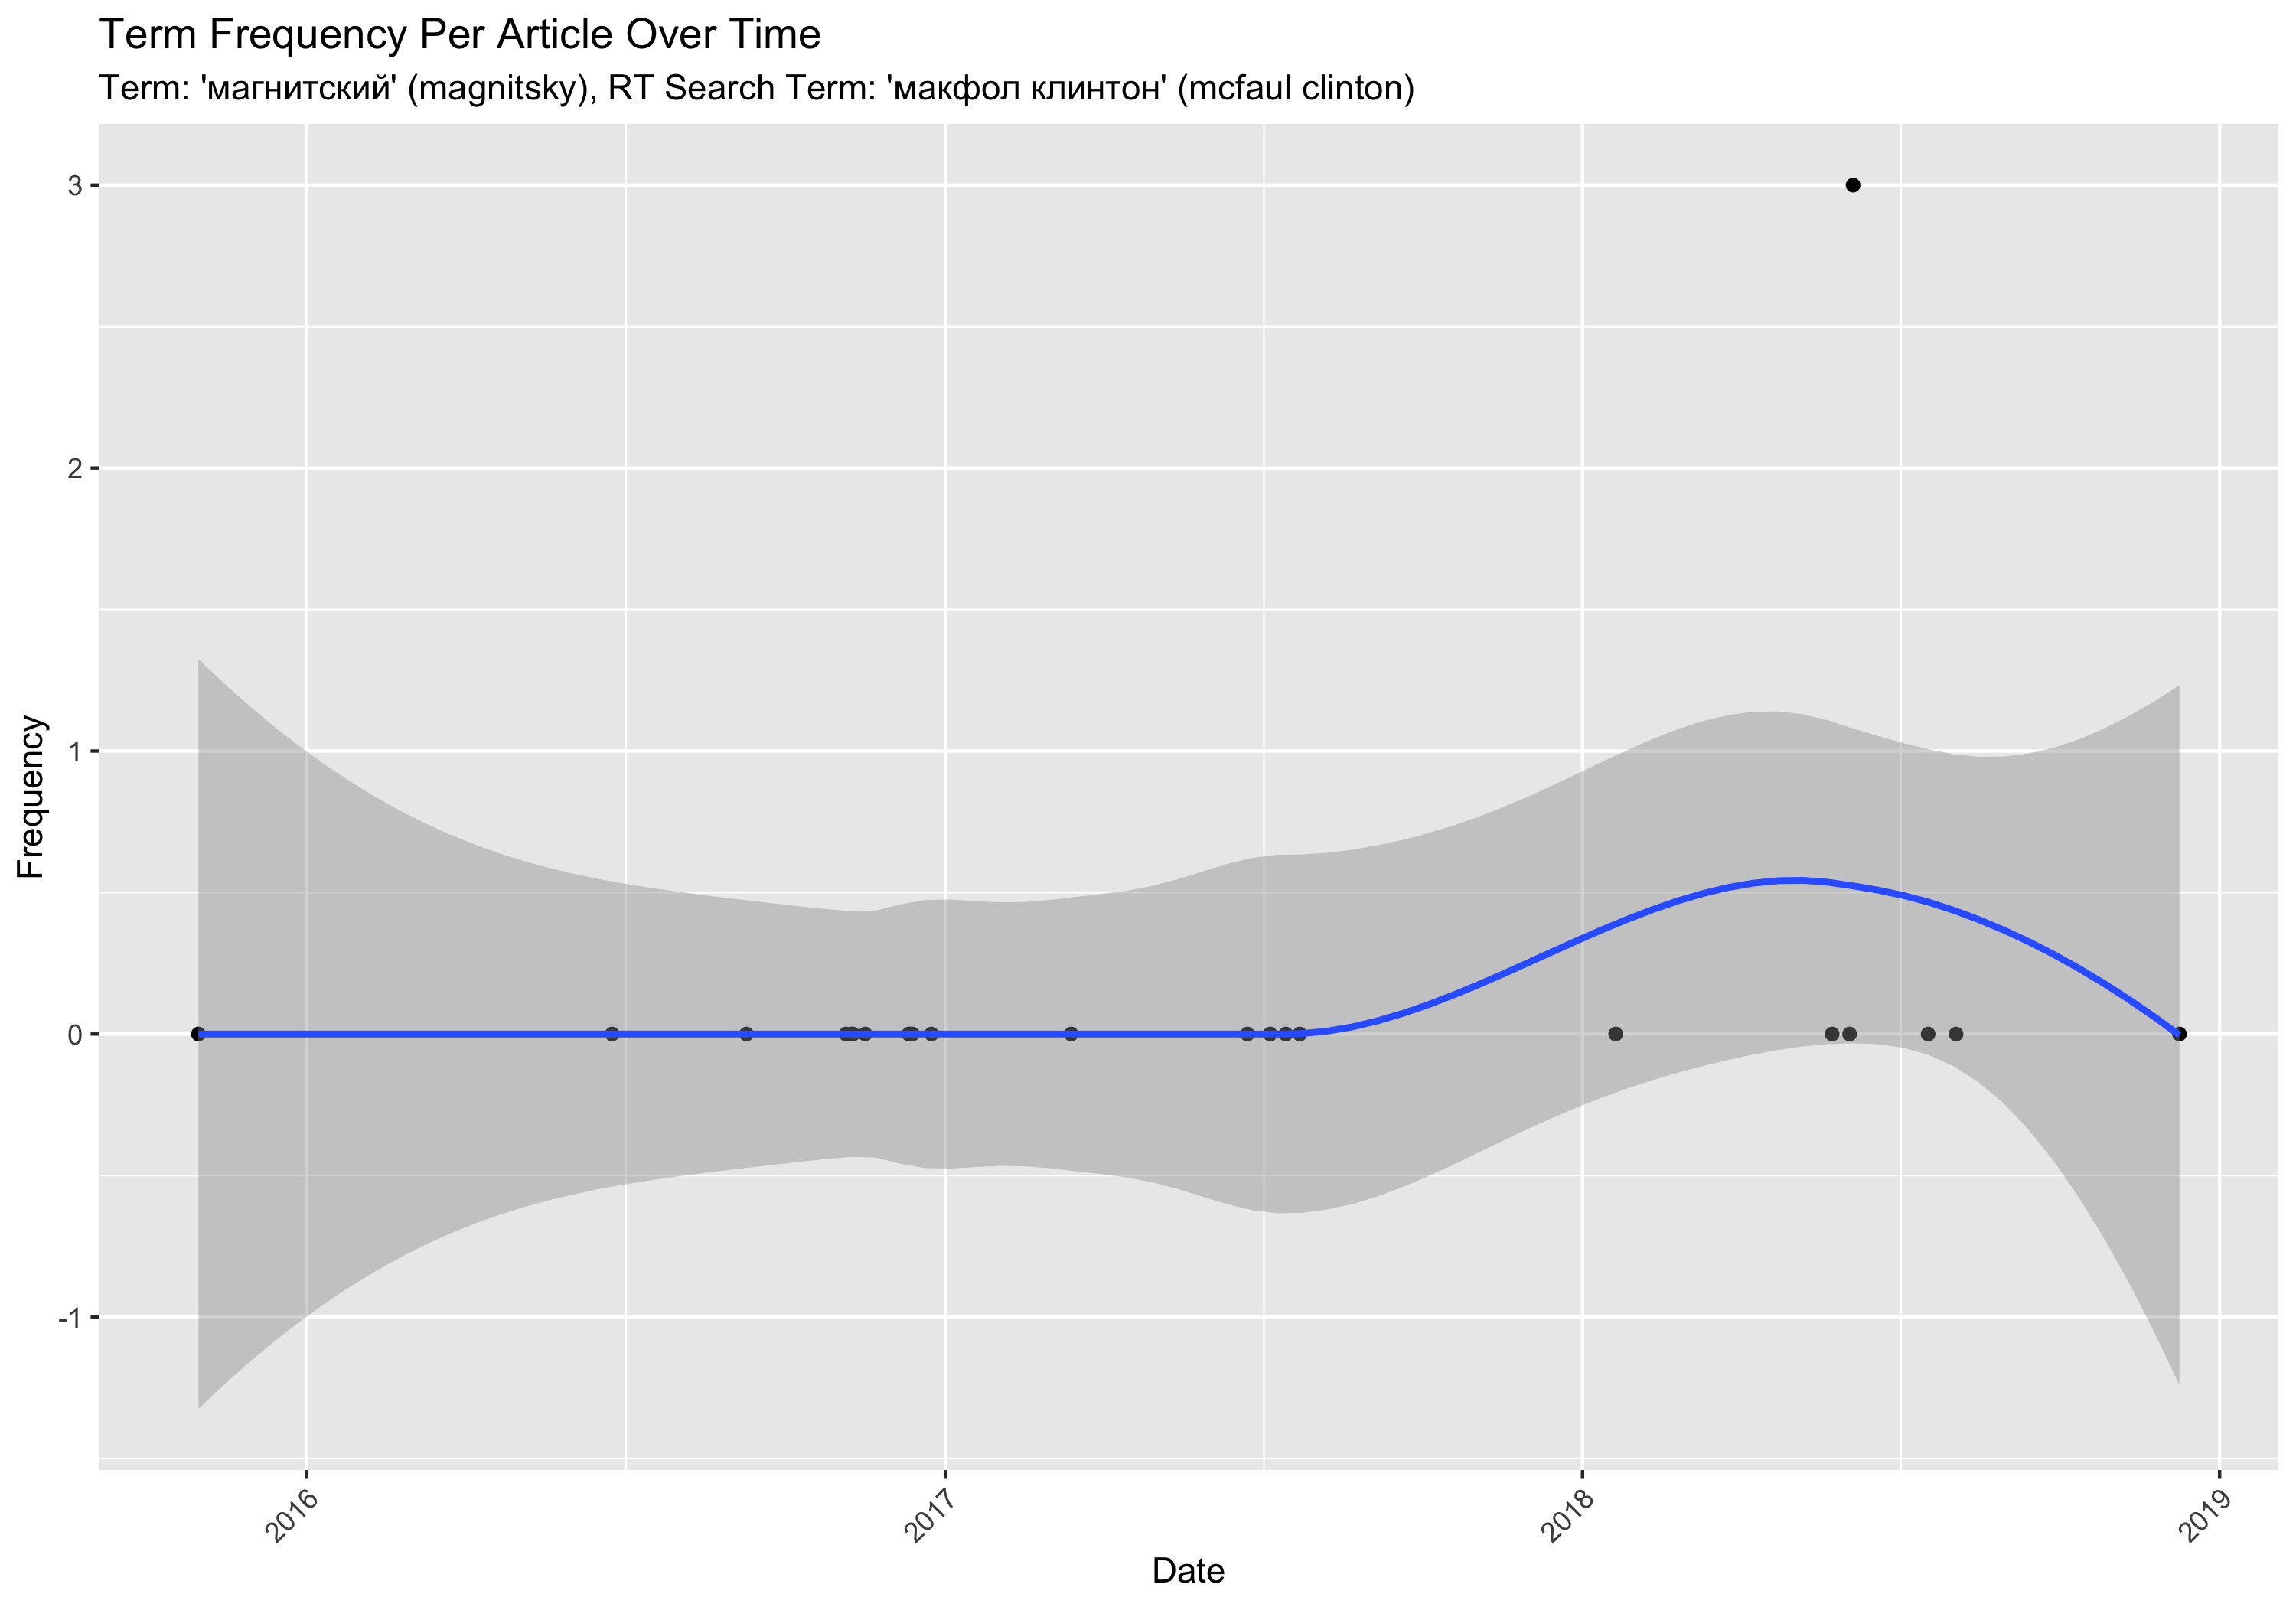 Term Frequency Per Article Over Time
Term: 'магнитский' (magnitsky), RT Search Term: 'макфол клинтон' (mcfaul clinton)
3
2
1
0
-1
Frequency
2016
2017
2018
2019
Date